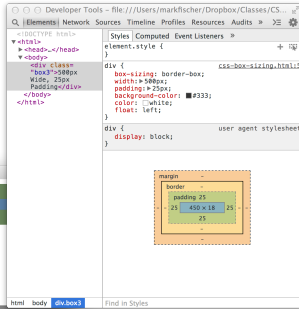 Developer Tools - file:///Users/markfischer/Dropbox/Classes/CS...
Elements Network Sources Timeline Profiles Resources Audits »
<!DOCTYPE html>
<html>
<head>…</head>
<body>
<div class=
"box3">500px
Wide, 25px
Padding</div>
</body>
</html>
Styles Computed Event Listeners »
element.style {
}
div { css-box-sizing.html:5
box-sizing: border-box;
width: 500px;
padding: 25px;
background-color: #333;
color: white;
float: left;
}
div { user agent stylesheet
display: block;
}
margin -
border -
padding 25
- - 25 450 × 18 25 - -
25
-
-
html body div.box3 Find in Styles